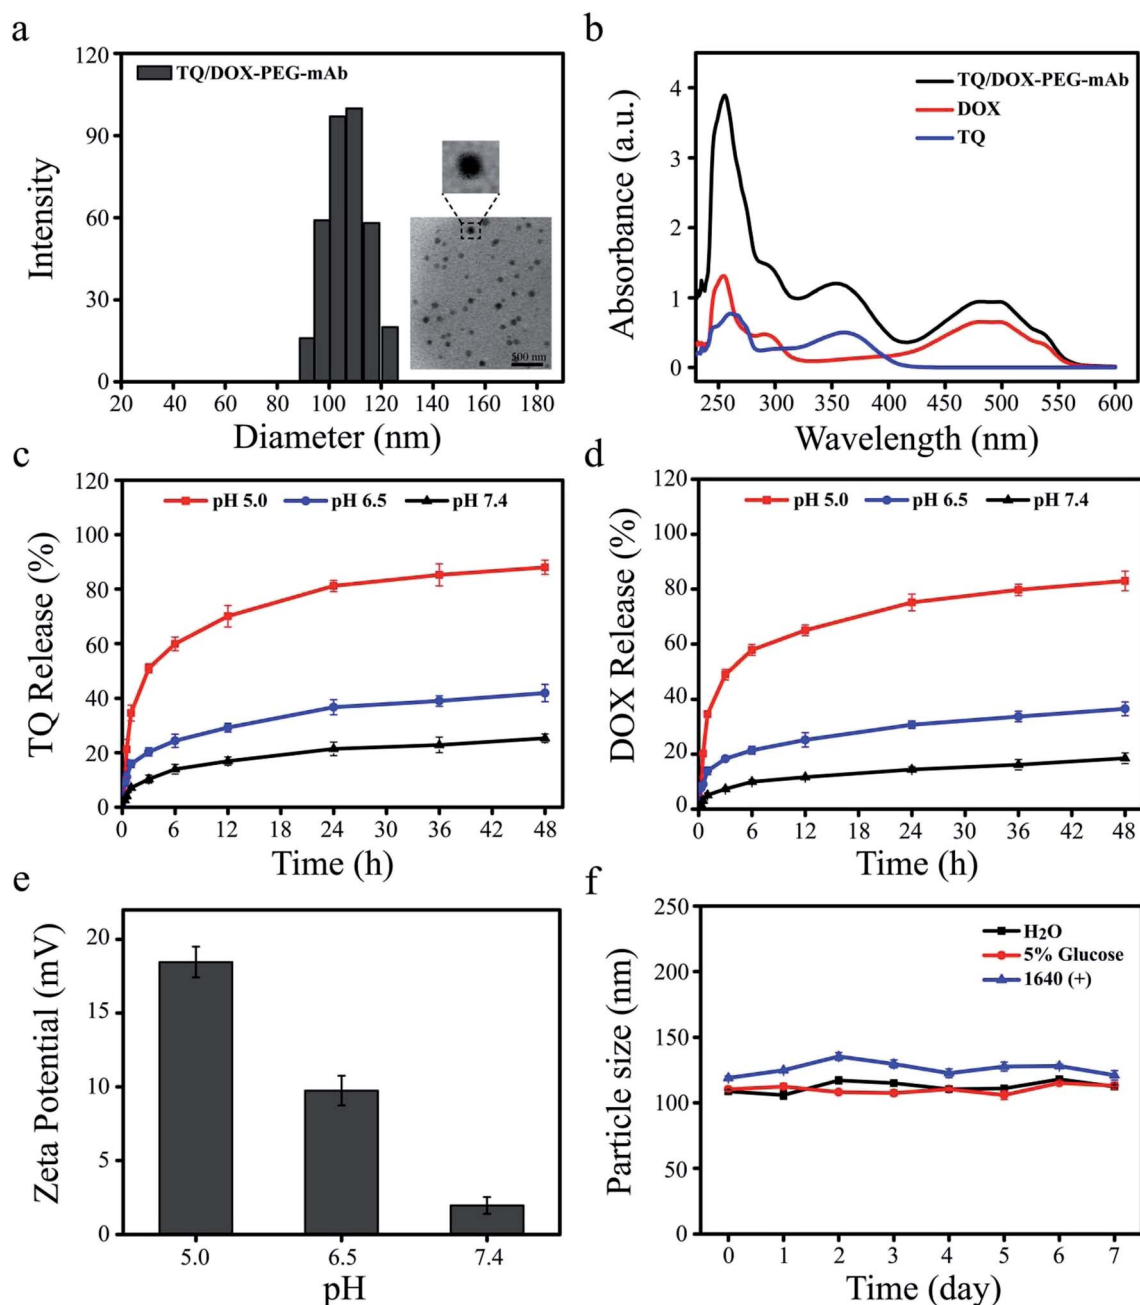 a
120
90
60
30
0
Intensity
TQ/DOX-PEG-mAb
500 nm
20 40 60 80 100 120 140 160 180
Diameter (nm)
b
4
3
2
1
0
Absorbance (a.u.)
TQ/DOX-PEG-mAb
DOX
TQ
250 300 350 400 450 500 550 600
Wavelength (nm)
c
120
100
80
60
40
20
0
TQ Release (%)
pH 5.0 pH 6.5 pH 7.4
0 6 12 18 24 30 36 42 48
Time (h)
d
120
100
80
60
40
20
0
DOX Release (%)
pH 5.0 pH 6.5 pH 7.4
0 6 12 18 24 30 36 42 48
Time (h)
e
20
15
10
5
0
Zeta Potential (mV)
5.0 6.5 7.4
pH
f
250
200
150
100
50
0
Particle size (nm)
H2O
5% Glucose
1640 (+)
0 1 2 3 4 5 6 7
Time (day)